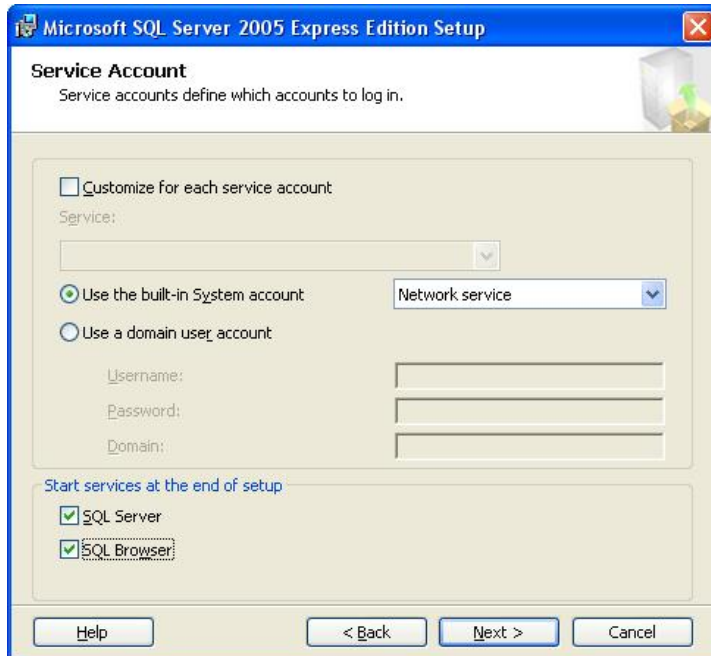 Microsoft SQL Server 2005 Express Edition Setup
Service Account
Service accounts define which accounts to log in.
Customize for each service account
Service:
Use the built-in System account
Network service
Use a domain user account
Username:
Password:
Domain:
Start services at the end of setup
SQL Server
SQL Browser
Help
< Back
Next >
Cancel